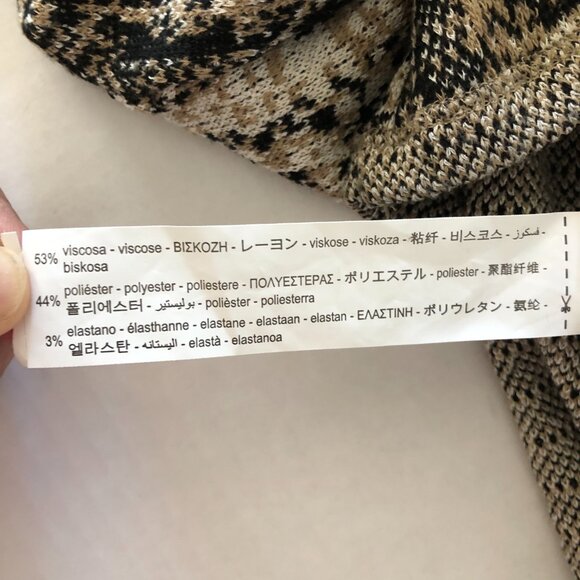 53% viscosa - viscose - ΒΙΣΚΟΖΗ - レーヨン - viskose - viskoza - 粘纤 - 비스코스 - فسكوز -
biskosa
44% poliéster - polyester - poliestere - ΠΟΛΥΕΣΤΕΡΑΣ - ポリエステル - poliester - 聚酯纤维 -
폴리에스터 - بوليستير - polièster - poliesterra
3% elastano - élasthanne - elastane - elastaan - elastan - ΕΛΑΣΤΙΝΗ - ポリウレタン - 氨纶 -
엘라스탄 - اليستانه - elastà - elastanoa